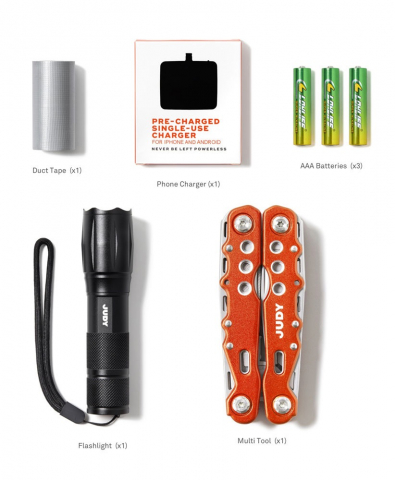 PRE-CHARGED
SINGLE-USE
CHARGER
FOR IPHONE AND ANDROID
NEVER BE LEFT POWERLESS
Duct Tape (x1)
Phone Charger (x1)
AAA Batteries (x3)
JUDY
JUDY
Flashlight (x1)
Multi Tool (x1)